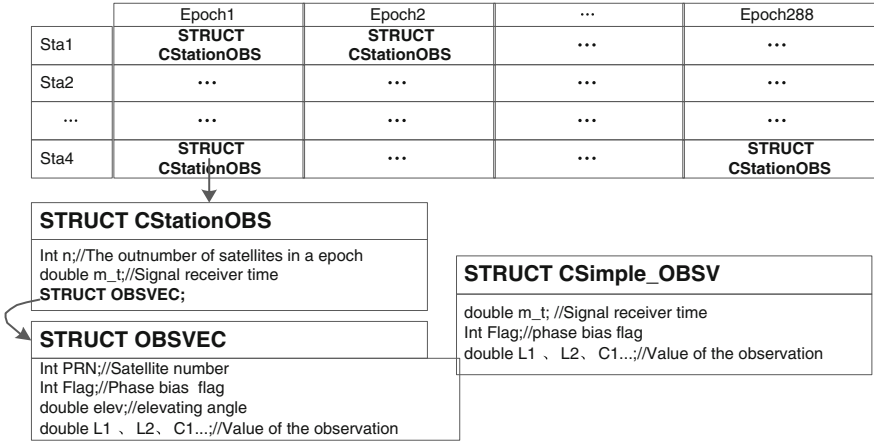 Epoch1 Epoch2 ... Epoch288
Sta1 STRUCT CStationOBS STRUCT CStationOBS ... ...
Sta2 ... ... ... ...
... ... ... ... ...
Sta4 STRUCT CStationOBS ... ... STRUCT CStationOBS
STRUCT CStationOBS
Int n;//The outnumber of satellites in a epoch
double m_t;//Signal receiver time
STRUCT OBSVEC;
STRUCT OBSVEC
Int PRN;//Satellite number
Int Flag;//Phase bias flag
double elev;//elevating angle
double L1 、 L2、 C1...;//Value of the observation
STRUCT CSimple_OBSV
double m_t; //Signal receiver time
Int Flag;//phase bias flag
double L1 、 L2、 C1...;//Value of the observation